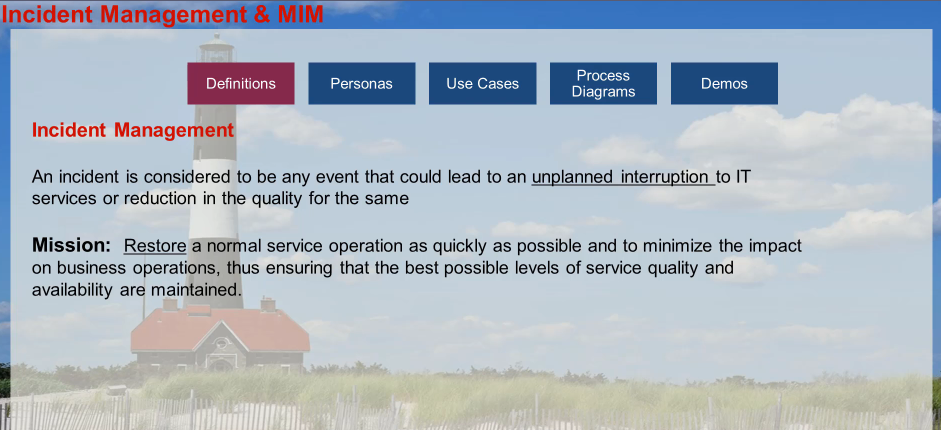 Incident Management & MIM
Definitions
Personas
Use Cases
Process
Diagrams
Demos
Incident Management
An incident is considered to be any event that could lead to an unplanned interruption to IT
services or reduction in the quality for the same
Mission: Restore a normal service operation as quickly as possible and to minimize the impact
on business operations, thus ensuring that the best possible levels of service quality and
availability are maintained.